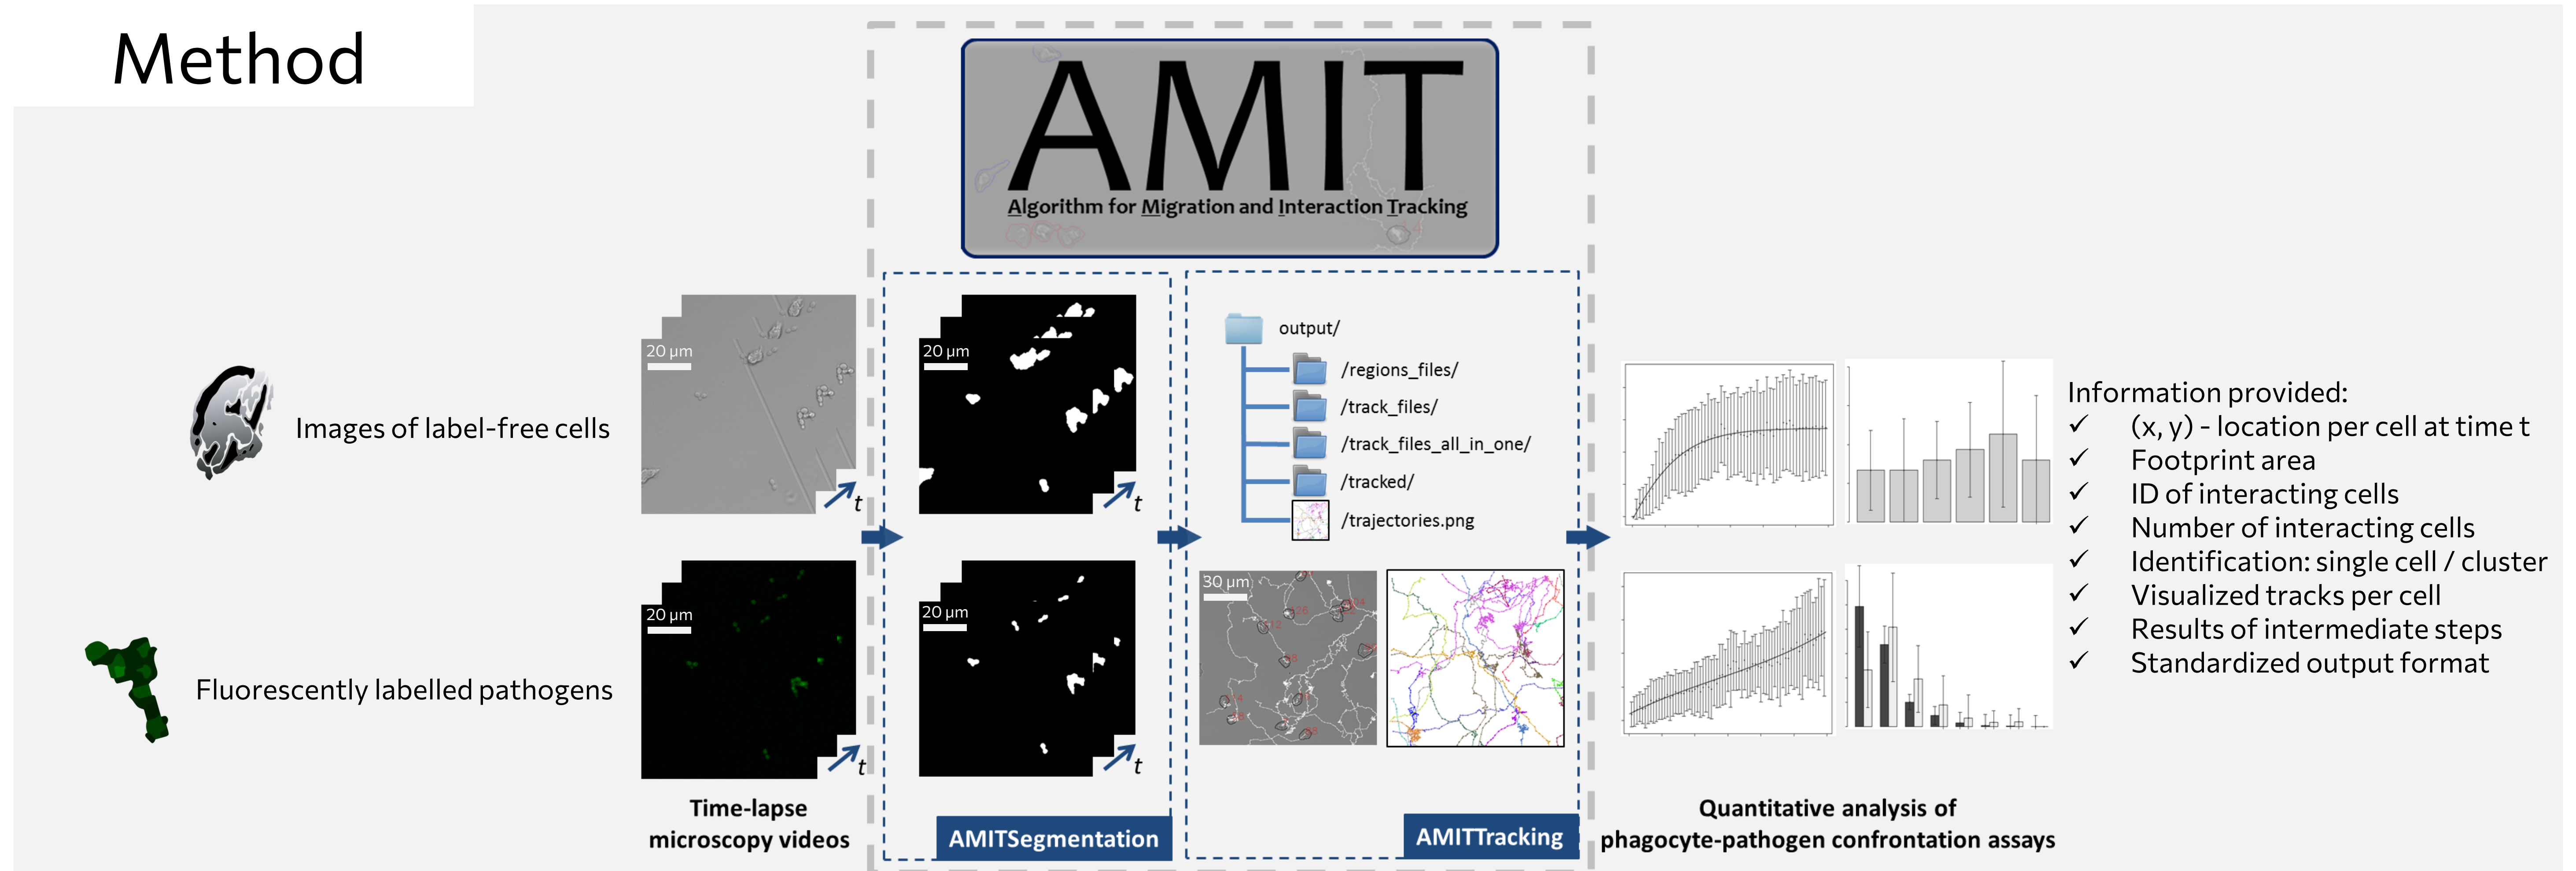 Method
AMIT
Algorithm for Migration and Interaction Tracking
Images of label-free cells
Fluorescently labelled pathogens
20 µm
t
20 µm
t
Time-lapse
microscopy videos
20 µm
t
20 µm
t
AMITSegmentation
output/
/regions_files/
/track_files/
/track_files_all_in_one/
/tracked/
/trajectories.png
30 µm
AMITTracking
Quantitative analysis of
phagocyte-pathogen confrontation assays
Information provided:
✓ (x, y) - location per cell at time t
✓ Footprint area
✓ ID of interacting cells
✓ Number of interacting cells
✓ Identification: single cell / cluster
✓ Visualized tracks per cell
✓ Results of intermediate steps
✓ Standardized output format